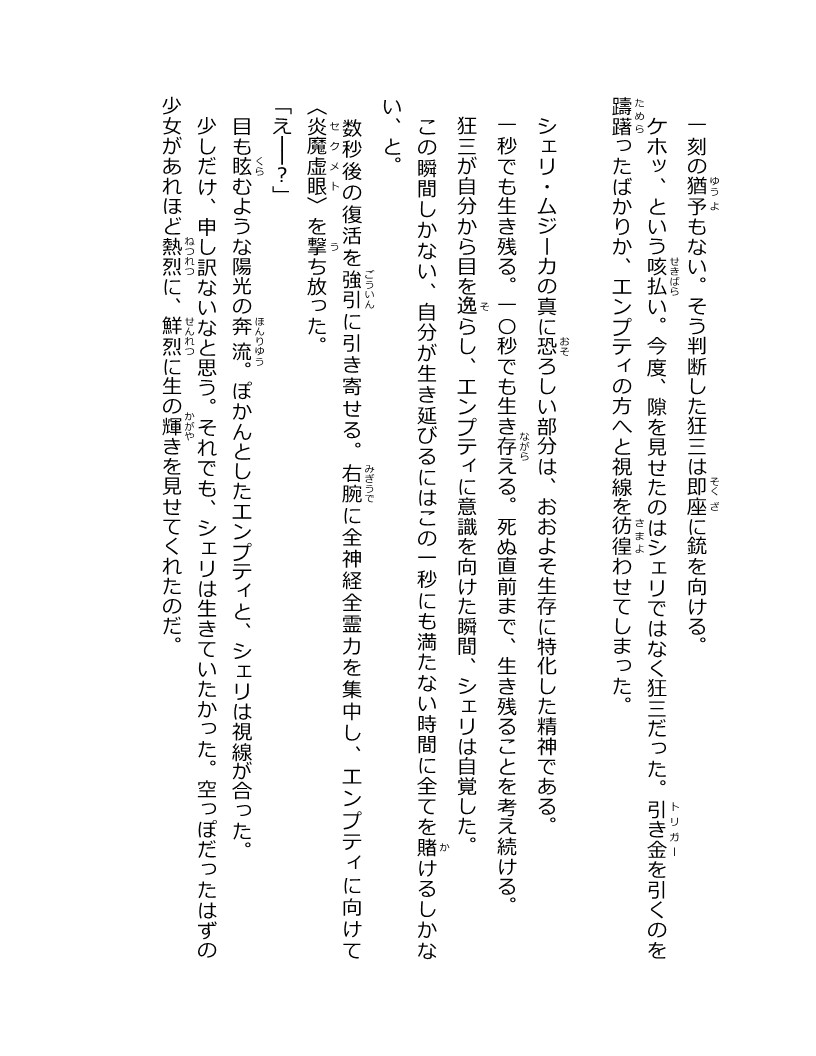 一刻の猶予もない。そう判断した狂三は即座に銃を向ける。
ケホッ、という咳払い。今度、隙を見せたのはシェリではなく狂三だった。引き金を引くのを
躊躇ったばかりか、エンプティの方へと視線を彷徨わせてしまった。
シェリ・ムジーカの真に恐ろしい部分は、おおよそ生存に特化した精神である。
一秒でも生き残る。一〇秒でも生き存える。死ぬ直前まで、生き残ることを考え続ける。
狂三が自分から目を逸らし、エンプティに意識を向けた瞬間、シェリは自覚した。
この瞬間しかない、自分が生き延びるにはこの一秒にも満たない時間に全てを賭けるしかな
い、と。
数秒後の復活を強引に引き寄せる。右腕に全神経全霊力を集中し、エンプティに向けて
〈炎魔虚眼〉を撃ち放った。
「え——?」
目も眩むような陽光の奔流。ぽかんとしたエンプティと、シェリは視線が合った。
少しだけ、申し訳ないなと思う。それでも、シェリは生きていたかった。空っぽだったはずの
少女があれほど熱烈に、鮮烈に生の輝きを見せてくれたのだ。